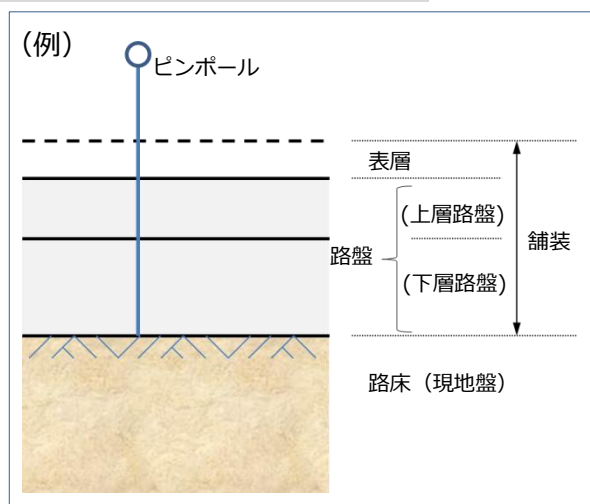 （例）
ピンポール
表層
(上層路盤)
路盤
舗装
(下層路盤)
路床（現地盤）